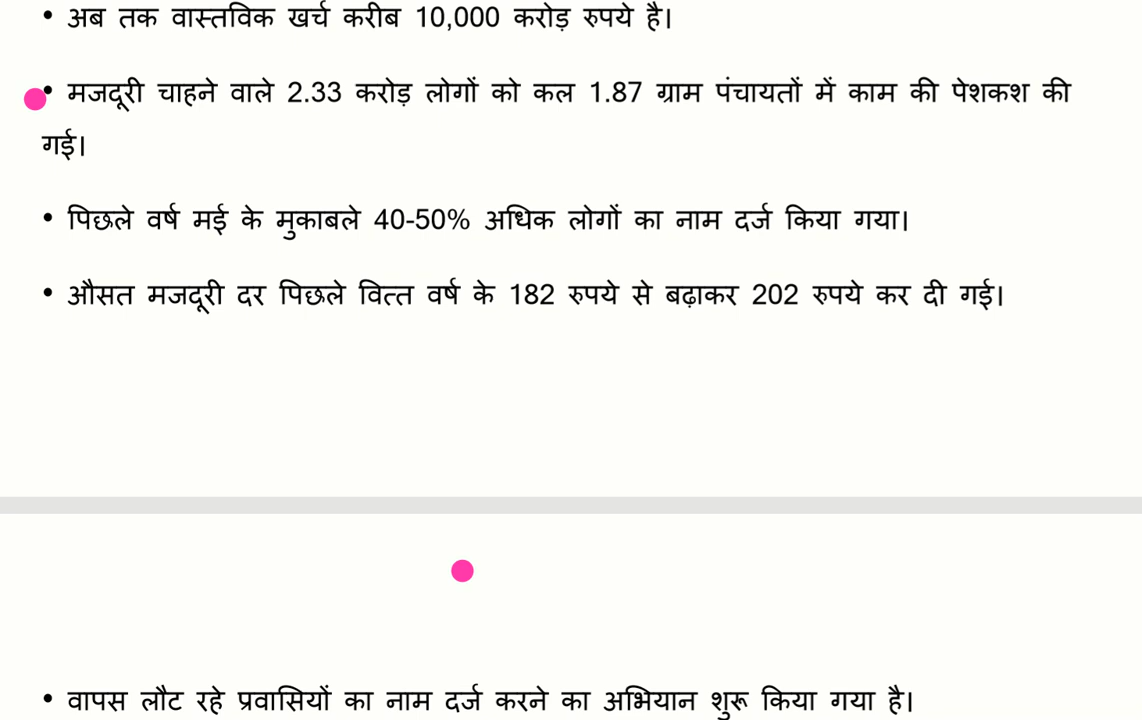 • अब तक वास्तविक खर्च करीब 10,000 करोड़ रुपये है।
• मजदूरी चाहने वाले 2.33 करोड़ लोगों को कल 1.87 ग्राम पंचायतों में काम की पेशकश की
गई।
• पिछले वर्ष मई के मुकाबले 40-50% अधिक लोगों का नाम दर्ज किया गया।
• औसत मजदूरी दर पिछले वित्त वर्ष के 182 रुपये से बढ़ाकर 202 रुपये कर दी गई।
• वापस लौट रहे प्रवासियों का नाम दर्ज करने का अभियान शुरू किया गया है।